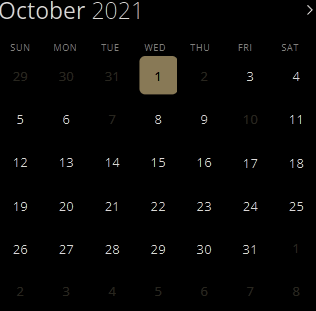 October 2021 >
SUN MON TUE WED THU FRI SAT
29 30 31 1 2 3 4
5 6 7 8 9 10 11
12 13 14 15 16 17 18
19 20 21 22 23 24 25
26 27 28 29 30 31 1
2 3 4 5 6 7 8